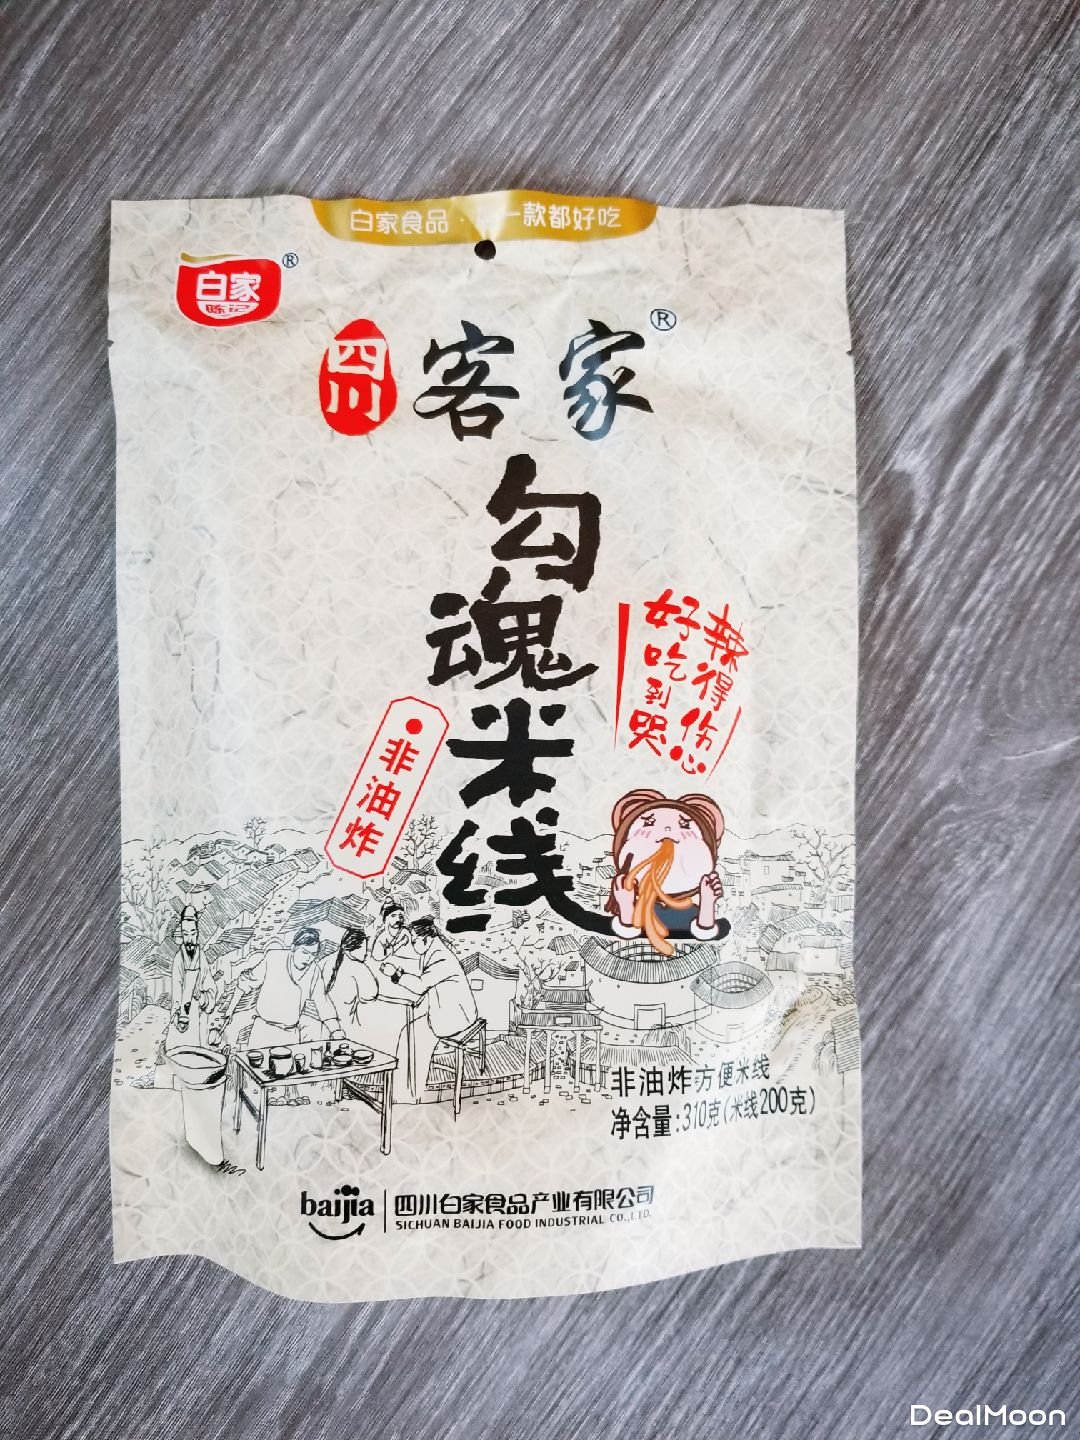 白家食品·每一款都好吃
白家
陈记
®
四川
客家®
勾魂米线
辣得伤心
好吃到哭
非油炸
非油炸方便米线
净含量:310克(米线200克)
baijia
四川白家食品产业有限公司
SICHUAN BAIJIA FOOD INDUSTRIAL CO.,LTD.
DealMoon